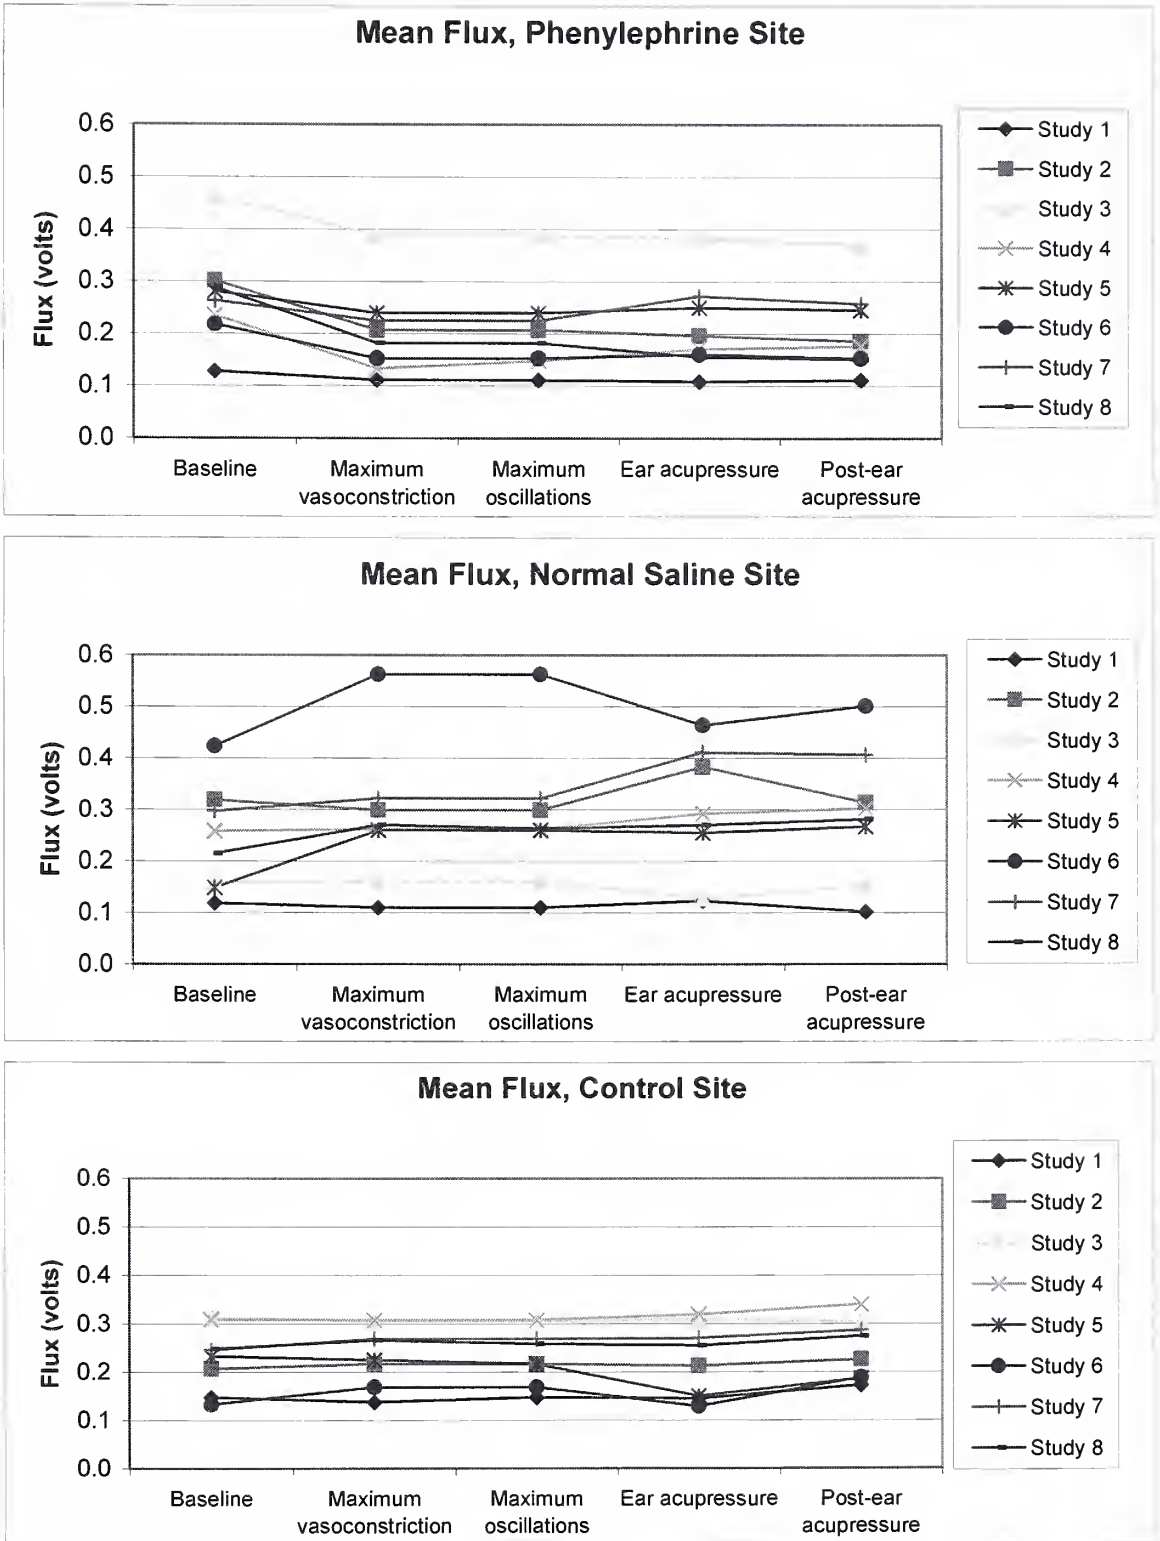 Mean Flux, Phenylephrine Site
Flux (volts)
0.6
0.5
0.4
0.3
0.2
0.1
0.0
Baseline
Maximum
vasoconstriction
Maximum
oscillations
Ear acupressure
Post-ear
acupressure
Study 1
Study 2
Study 3
Study 4
Study 5
Study 6
Study 7
Study 8
Mean Flux, Normal Saline Site
Flux (volts)
0.6
0.5
0.4
0.3
0.2
0.1
0.0
Baseline
Maximum
vasoconstriction
Maximum
oscillations
Ear acupressure
Post-ear
acupressure
Study 1
Study 2
Study 3
Study 4
Study 5
Study 6
Study 7
Study 8
Mean Flux, Control Site
Flux (volts)
0.6
0.5
0.4
0.3
0.2
0.1
0.0
Baseline
Maximum
vasoconstriction
Maximum
oscillations
Ear acupressure
Post-ear
acupressure
Study 1
Study 2
Study 3
Study 4
Study 5
Study 6
Study 7
Study 8